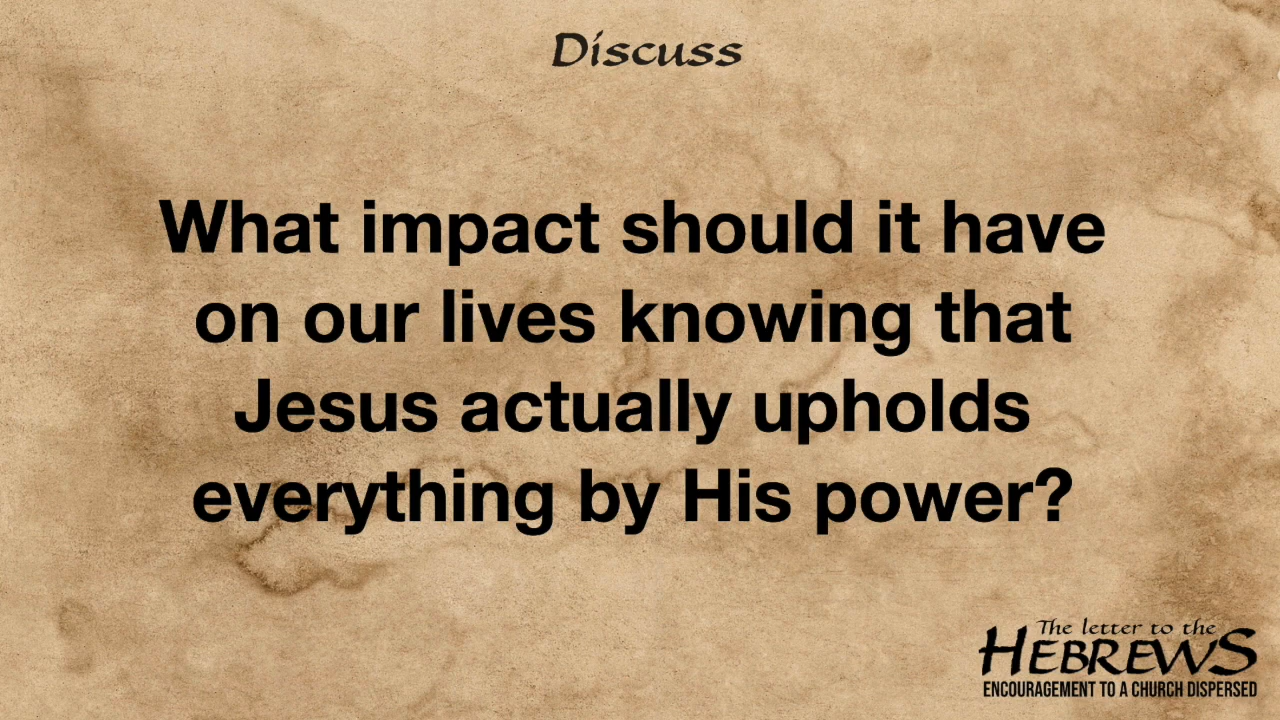 Discuss
What impact should it have
on our lives knowing that
Jesus actually upholds
everything by His power?
The letter to the
HEBREWS
ENCOURAGEMENT TO A CHURCH DISPERSED